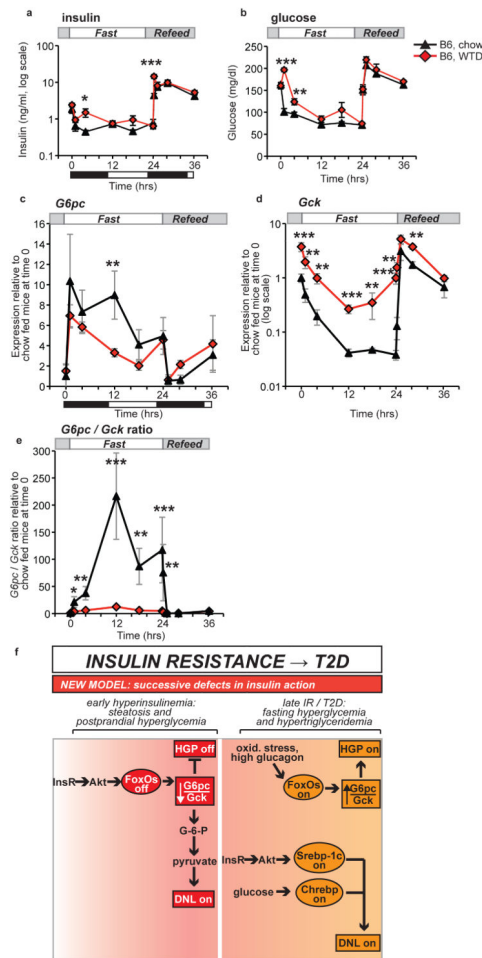 a insulin
Fast Refeed
***
*
Insulin (ng/ml, log scale)
10
1
0.1
0 12 24 36
Time (hrs)
b glucose
Fast Refeed
B6, chow
B6, WTD
***
**
Glucose (mg/dl)
250
200
150
100
50
0
0 12 24 36
Time (hrs)
c G6pc
Fast Refeed
**
Expression relative to
chow fed mice at time 0
16
14
12
10
8
6
4
2
0
0 12 24 36
Time (hrs)
d Gck
Fast Refeed
***
**
**
***
**
**
***
**
Expression relative to
chow fed mice at time 0
(log scale)
10
1
0.1
0.01
0 12 24 36
Time (hrs)
e G6pc / Gck ratio
Fast Refeed
***
***
**
**
**
*
G6pc / Gck ratio relative to
chow fed mice at time 0
300
250
200
150
100
50
0
0 12 24 36
Time (hrs)
f
INSULIN RESISTANCE → T2D
NEW MODEL: successive defects in insulin action
early hyperinsulinemia:
steatosis and
postprandial hyperglycemia
HGP off
InsR→Akt→ FoxOs
off
↓ G6pc
Gck
G-6-P
pyruvate
DNL on
late IR / T2D:
fasting hyperglycemia
and hypertriglyceridemia
oxid. stress,
high glucagon
HGP on
FoxOs
on
↑ G6pc
Gck
InsR→Akt→ Srebp-1c
on
glucose → Chrebp
on
DNL on